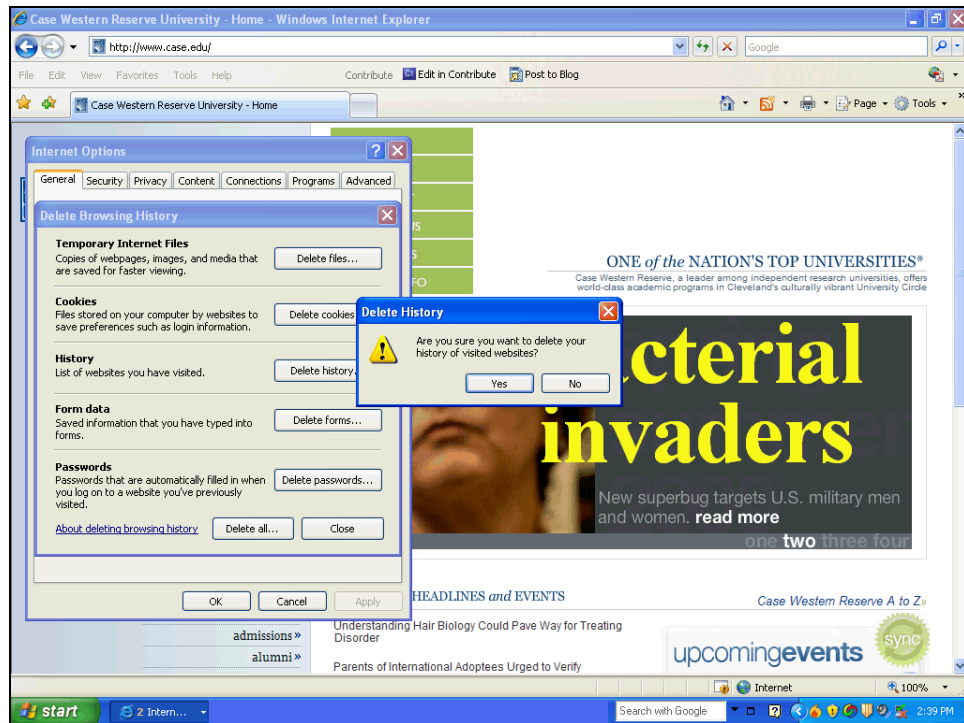 Case Western Reserve University - Home - Windows Internet Explorer
http://www.case.edu/
Google
File Edit View Favorites Tools Help
Contribute Edit in Contribute Post to Blog
Case Western Reserve University - Home
Page Tools
Internet Options
General Security Privacy Content Connections Programs Advanced
Delete Browsing History
Temporary Internet Files
Copies of webpages, images, and media that
are saved for faster viewing.
Delete files...
Cookies
Files stored on your computer by websites to
save preferences such as login information.
Delete cookies
History
List of websites you have visited.
Delete history.
Form data
Saved information that you have typed into
forms.
Delete forms...
Passwords
Passwords that are automatically filled in when
you log on to a website you've previously
visited.
Delete passwords...
About deleting browsing history
Delete all...
Close
OK
Cancel
Apply
Delete History
Are you sure you want to delete your
history of visited websites?
Yes
No
ONE of the NATION'S TOP UNIVERSITIES*
Case Western Reserve, a leader among independent research universities, offers
world-class academic programs in Cleveland's culturally vibrant University Circle
acterial
invaders
New superbug targets U.S. military men
and women. read more
one two three four
HEADLINES and EVENTS
Case Western Reserve A to Z»
Understanding Hair Biology Could Pave Way for Treating
Disorder
Parents of International Adoptees Urged to Verify
admissions»
alumni»
upcomingevents
sync
Internet
100%
start
2 Intern...
Search with Google
2:39 PM